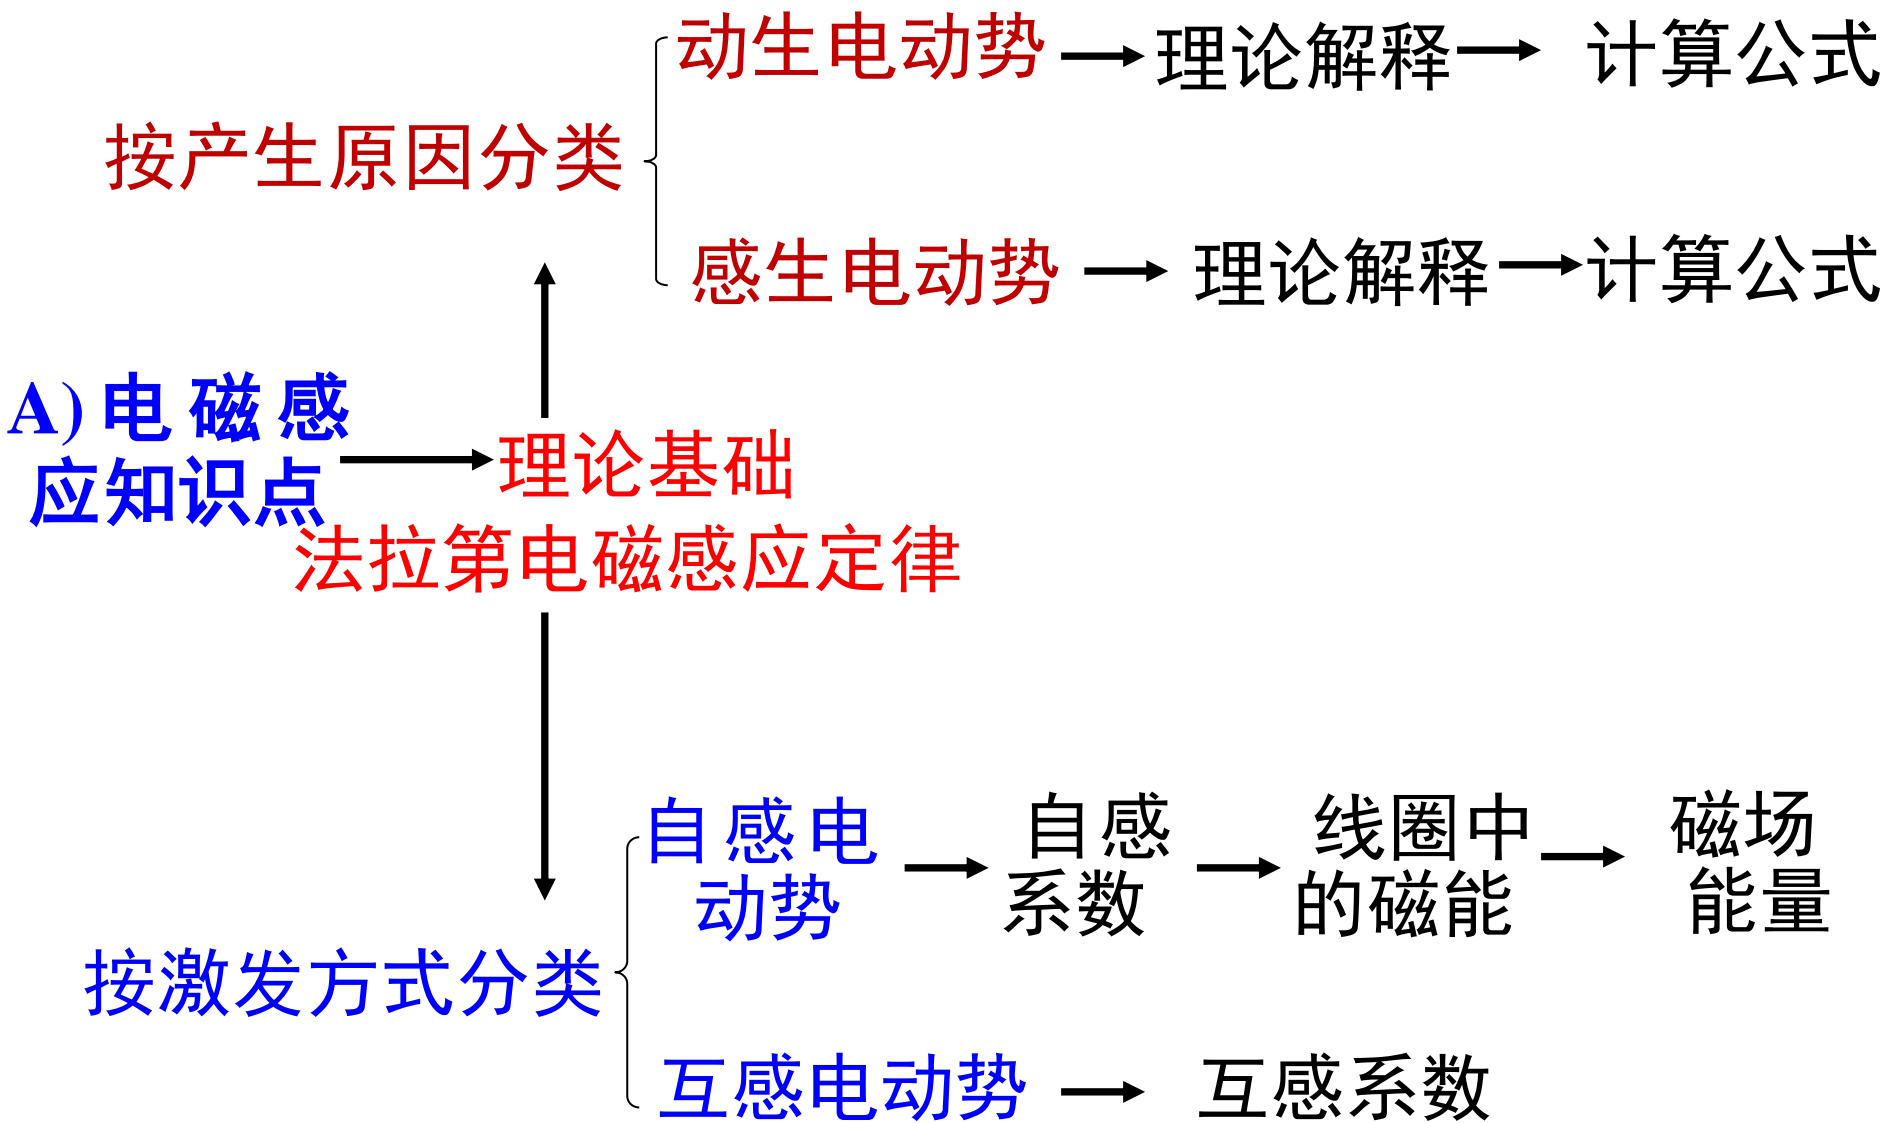 动生电动势
理论解释
计算公式
按产生原因分类
感生电动势
理论解释
计算公式
A)电磁感
应知识点
理论基础
法拉第电磁感应定律
自感电
动势
自感
系数
线圈中
的磁能
磁场
能量
按激发方式分类
互感电动势
互感系数